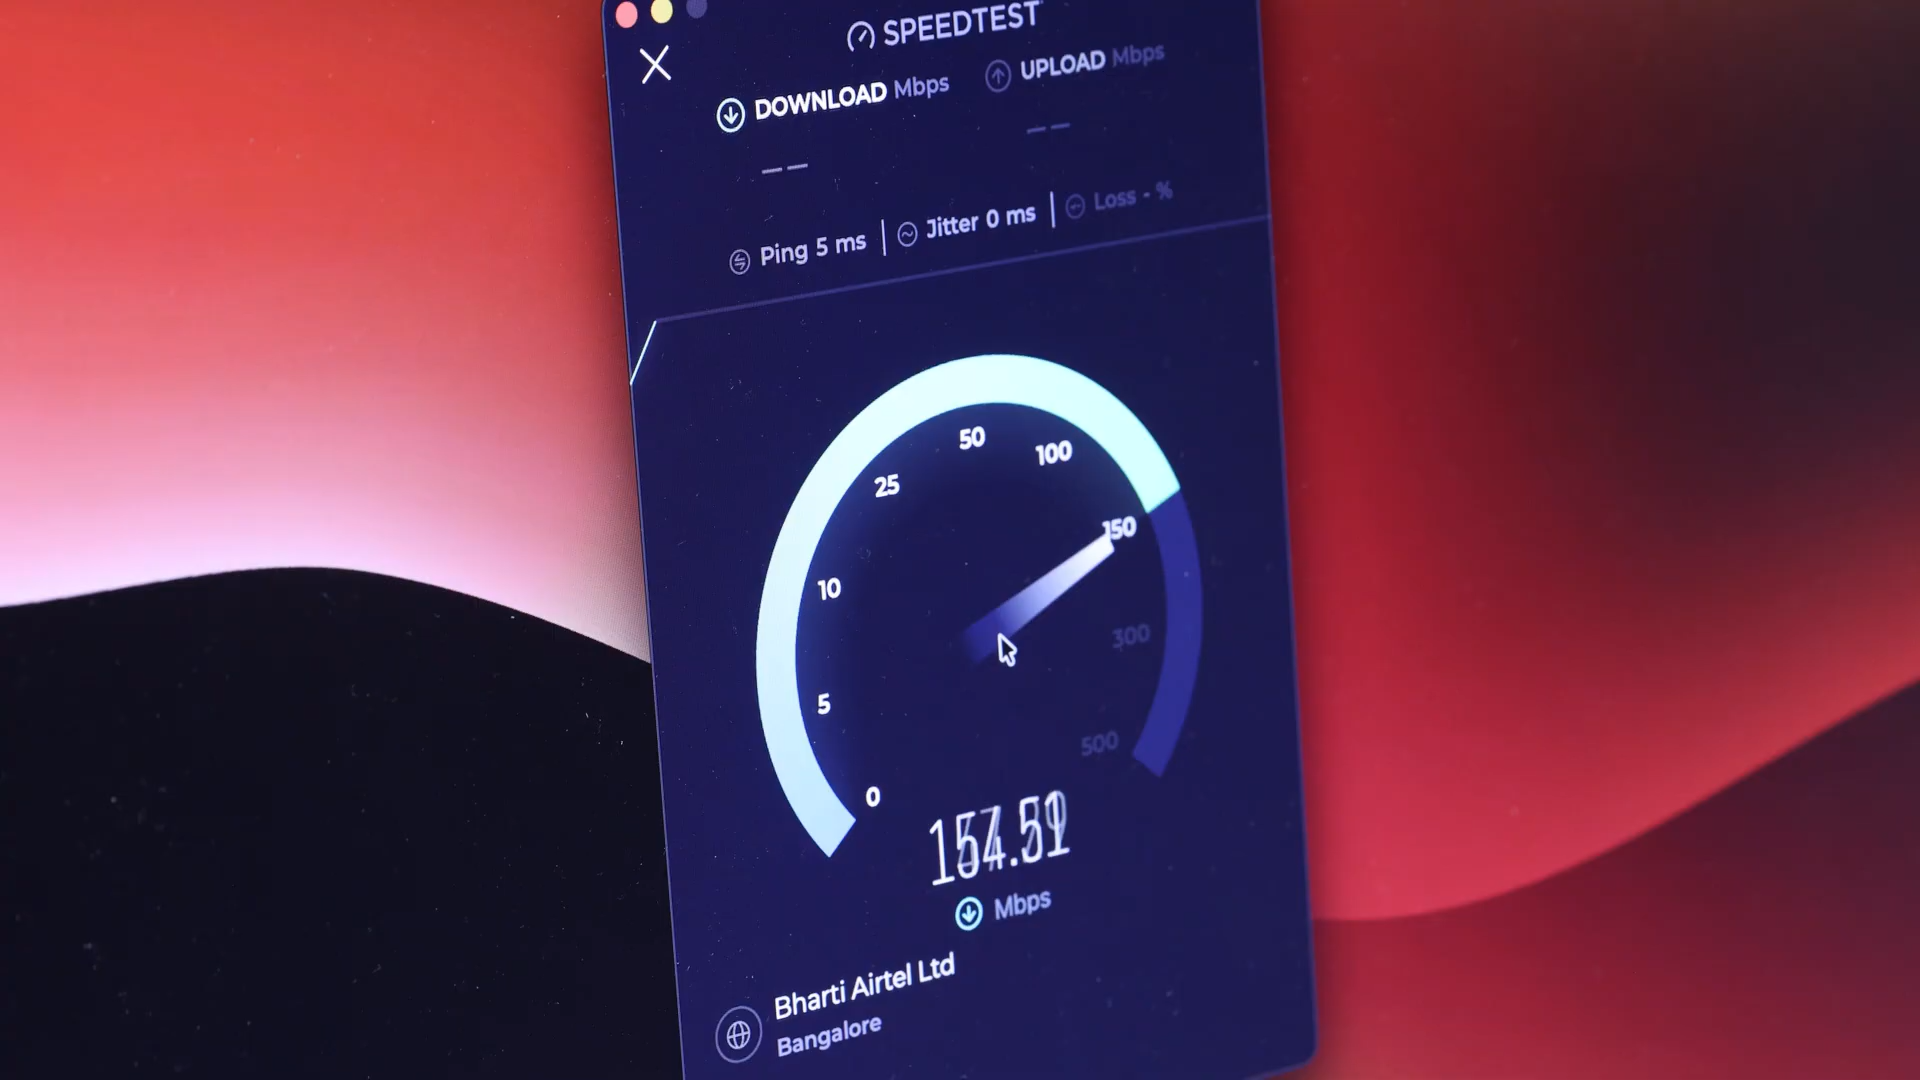 SPEEDTEST
DOWNLOAD Mbps
UPLOAD Mbps
— —
— —
Ping 5 ms
Jitter 0 ms
Loss - %
0
5
10
25
50
100
150
300
500
Mbps
Bharti Airtel Ltd
Bangalore